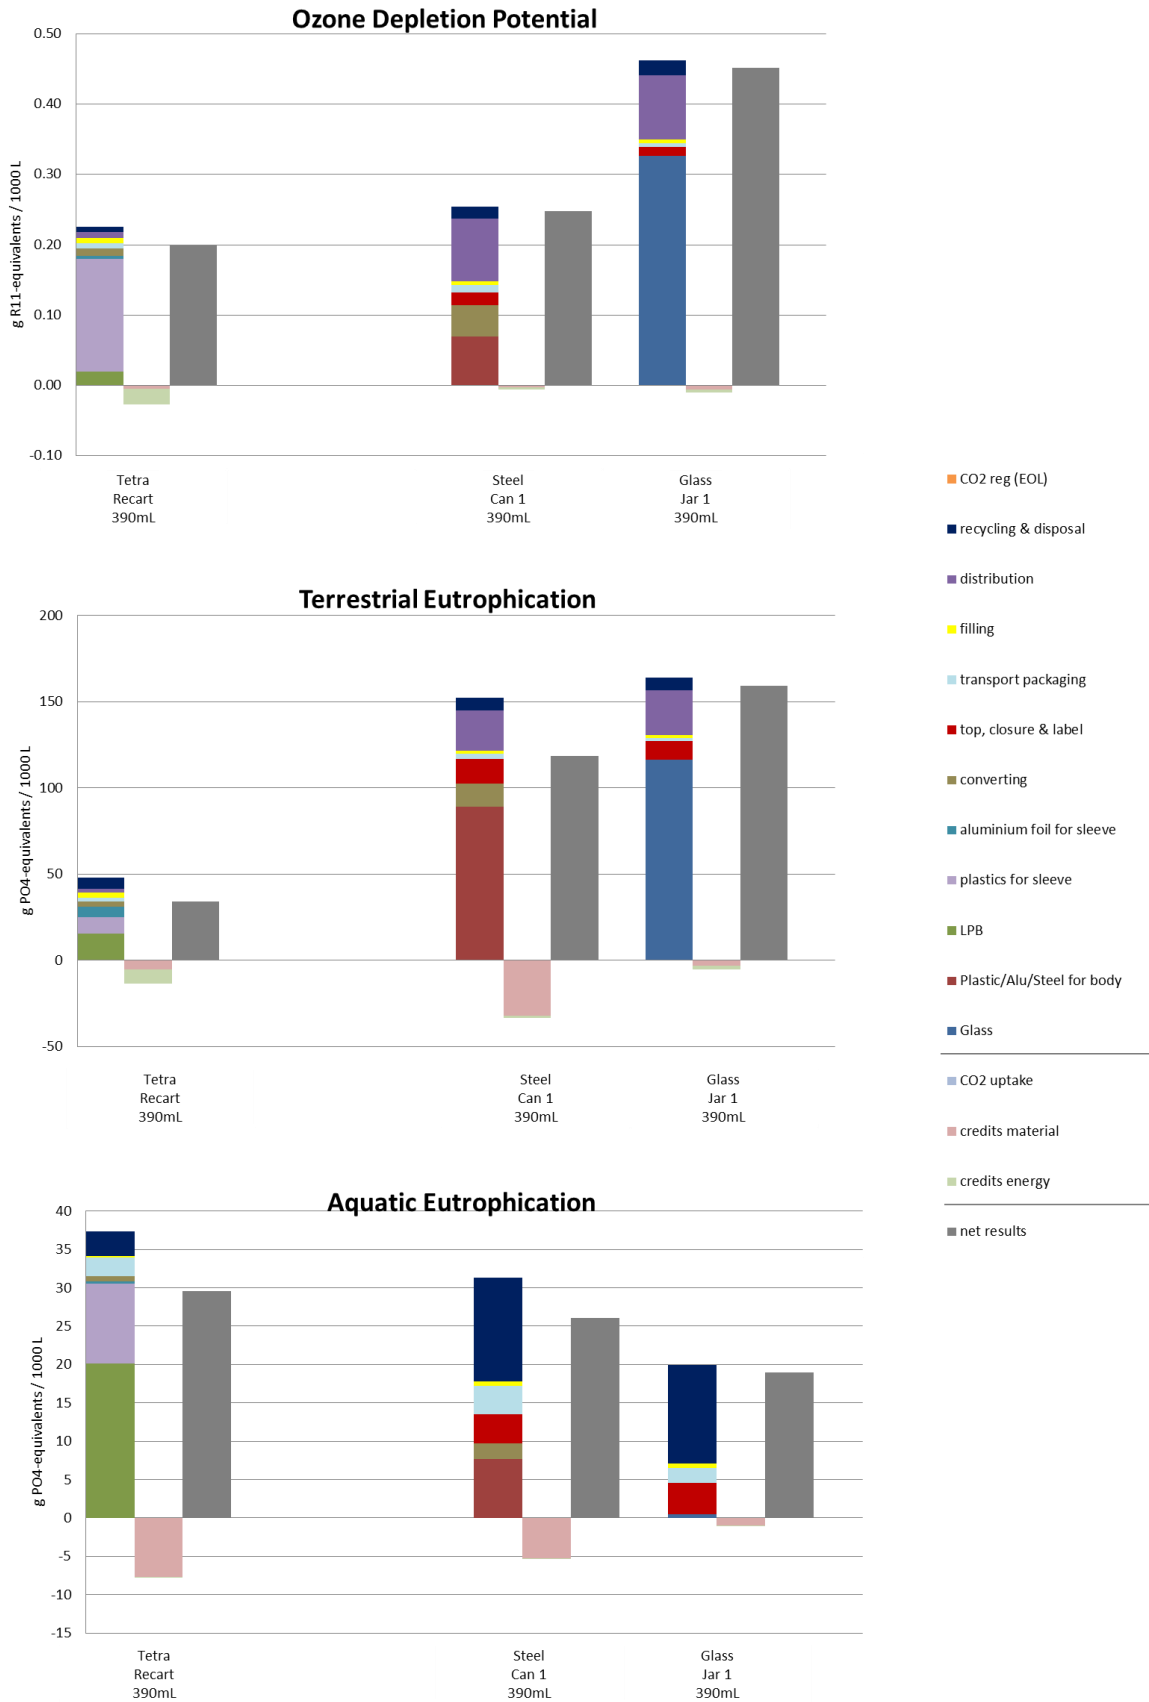 Ozone Depletion Potential
g R11-equivalents / 1000 L
0.50
0.40
0.30
0.20
0.10
0.00
-0.10
Tetra
Recart
390mL
Steel
Can 1
390mL
Glass
Jar 1
390mL
Terrestrial Eutrophication
g PO4-equivalents / 1000 L
200
150
100
50
0
-50
Tetra
Recart
390mL
Steel
Can 1
390mL
Glass
Jar 1
390mL
Aquatic Eutrophication
g PO4-equivalents / 1000 L
40
35
30
25
20
15
10
5
0
-5
-10
-15
Tetra
Recart
390mL
Steel
Can 1
390mL
Glass
Jar 1
390mL
CO2 reg (EOL)
recycling & disposal
distribution
filling
transport packaging
top, closure & label
converting
aluminium foil for sleeve
plastics for sleeve
LPB
Plastic/Alu/Steel for body
Glass
CO2 uptake
credits material
credits energy
net results